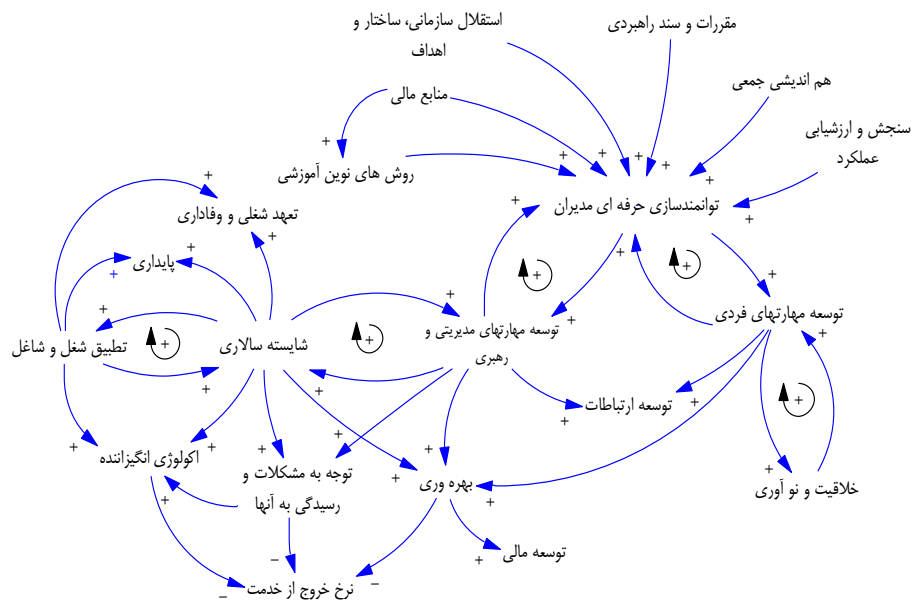 استقلال سازمانی، ساختار و
اهداف
مقررات و سند راهبردی
هم اندیشی جمعی
منابع مالی
سنجش و ارزشیابی
عملکرد
روش های نوین آموزشی
توانمندسازی حرفه ای مدیران
تعهد شغلی و وفاداری
پایداری
توسعه مهارتهای فردی
توسعه مهارتهای مدیریتی و
رهبری
شایسته سالاری
تطبیق شغل و شاغل
توسعه ارتباطات
اکولوژی انگیزاننده
توجه به مشکلات و
رسیدگی به آنها
بهره وری
خلاقیت و نو آوری
توسعه مالی
نرخ خروج از خدمت